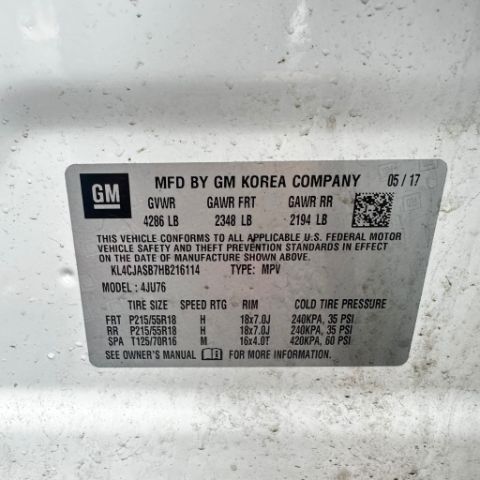 GM MFD BY GM KOREA COMPANY 05/17
GVWR GAWR FRT GAWR RR
4286 LB 2348 LB 2194 LB
THIS VEHICLE CONFORMS TO ALL APPLICABLE U.S. FEDERAL MOTOR
VEHICLE SAFETY AND THEFT PREVENTION STANDARDS IN EFFECT
ON THE DATE OF MANUFACTURE SHOWN ABOVE.
KL4CJASB7HB216114 TYPE: MPV
MODEL: 4JU76
TIRE SIZE SPEED RTG RIM COLD TIRE PRESSURE
FRT P215/55R18 H 18x7.0J 240KPA, 35 PSI
RR P215/55R18 H 18x7.0J 240KPA, 35 PSI
SPA T125/70R16 M 16x4.0T 420KPA, 60 PSI
SEE OWNER'S MANUAL FOR MORE INFORMATION.